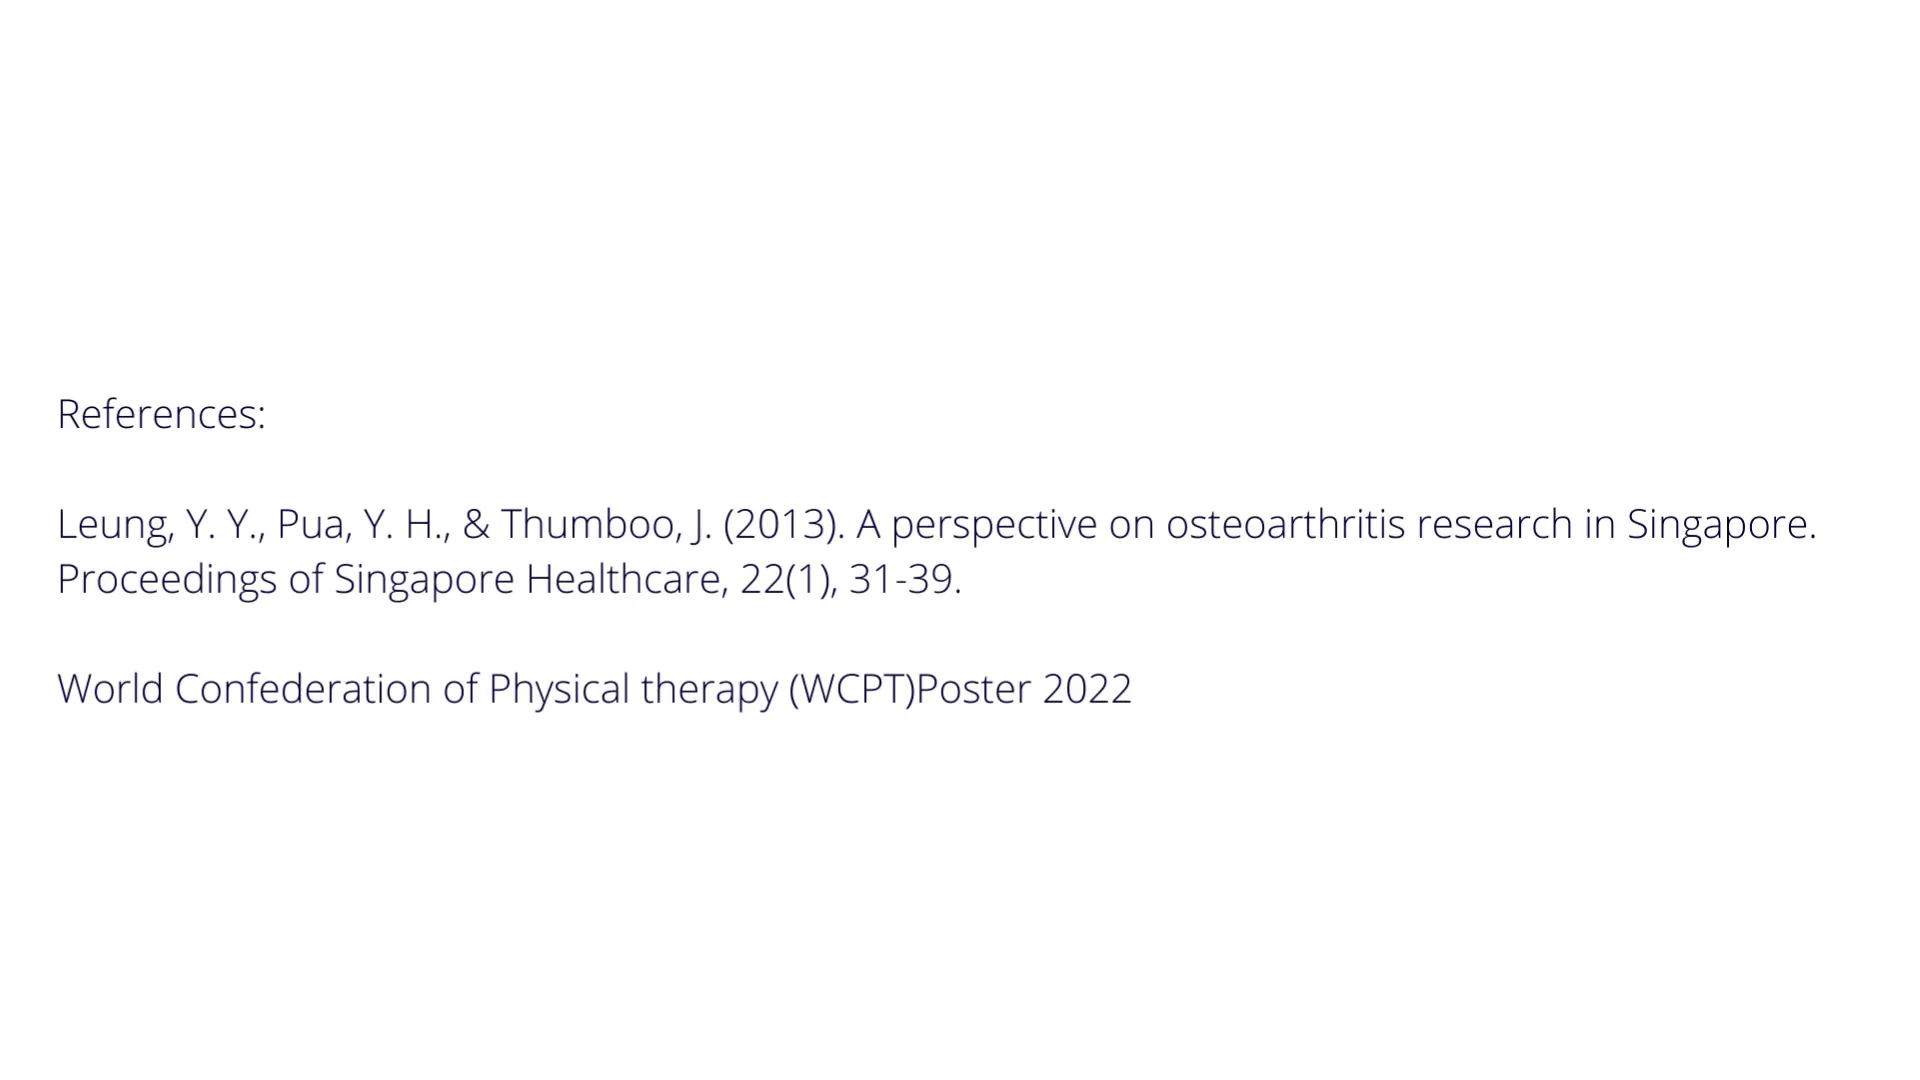 References:
Leung, Y. Y., Pua, Y. H., & Thumboo, J. (2013). A perspective on osteoarthritis research in Singapore.
Proceedings of Singapore Healthcare, 22(1), 31-39.
World Confederation of Physical therapy (WCPT)Poster 2022